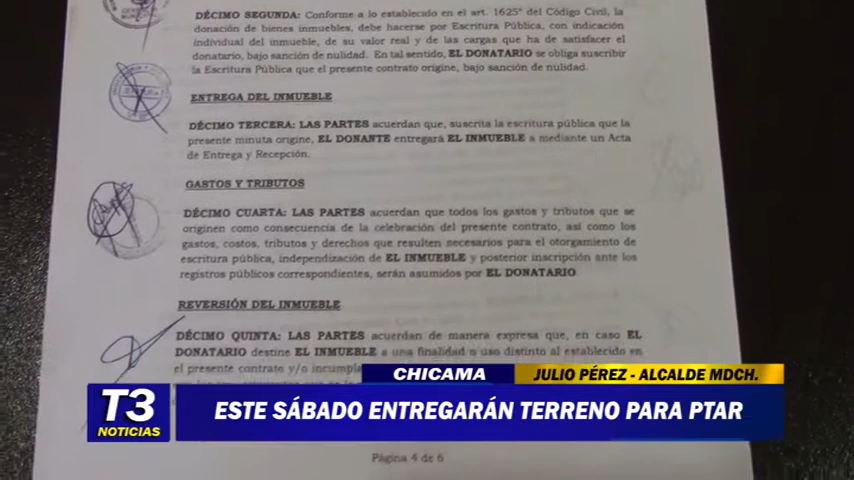 DÉCIMO SEGUNDA: Conforme a lo establecido en el art. 1625° del Código Civil, la
donación de bienes inmuebles, debe hacerse por Escritura Pública, con indicación
individual del inmueble, de su valor real y de las cargas que ha de satisfacer el
donatario, bajo sanción de nulidad. En tal sentido, EL DONATARIO se obliga suscribir
la Escritura Pública que el presente contrato origine, bajo sanción de nulidad.
ENTREGA DEL INMUEBLE
DÉCIMO TERCERA: LAS PARTES acuerdan que, suscrita la escritura pública que la
presente minuta origine, EL DONANTE entregará EL INMUEBLE a mediante un Acta
de Entrega y Recepción.
GASTOS Y TRIBUTOS
DÉCIMO CUARTA: LAS PARTES acuerdan que todos los gastos y tributos que se
originen como consecuencia de la celebración del presente contrato, así como los
gastos, costos, tributos y derechos que resulten necesarios para el otorgamiento de
escritura pública, independización de EL INMUEBLE y posterior inscripción ante los
registros públicos correspondientes, serán asumidos por EL DONATARIO
REVERSIÓN DEL INMUEBLE
DÉCIMO QUINTA: LAS PARTES acuerdan de manera expresa que, en caso EL
DONATARIO destine EL INMUEBLE a una finalidad o uso distinto al establecido en
el presente contrato y/o
CHICAMA
JULIO PÉREZ - ALCALDE MDCH.
T3
NOTICIAS
ESTE SÁBADO ENTREGARÁN TERRENO PARA PTAR
Página 4 de 6